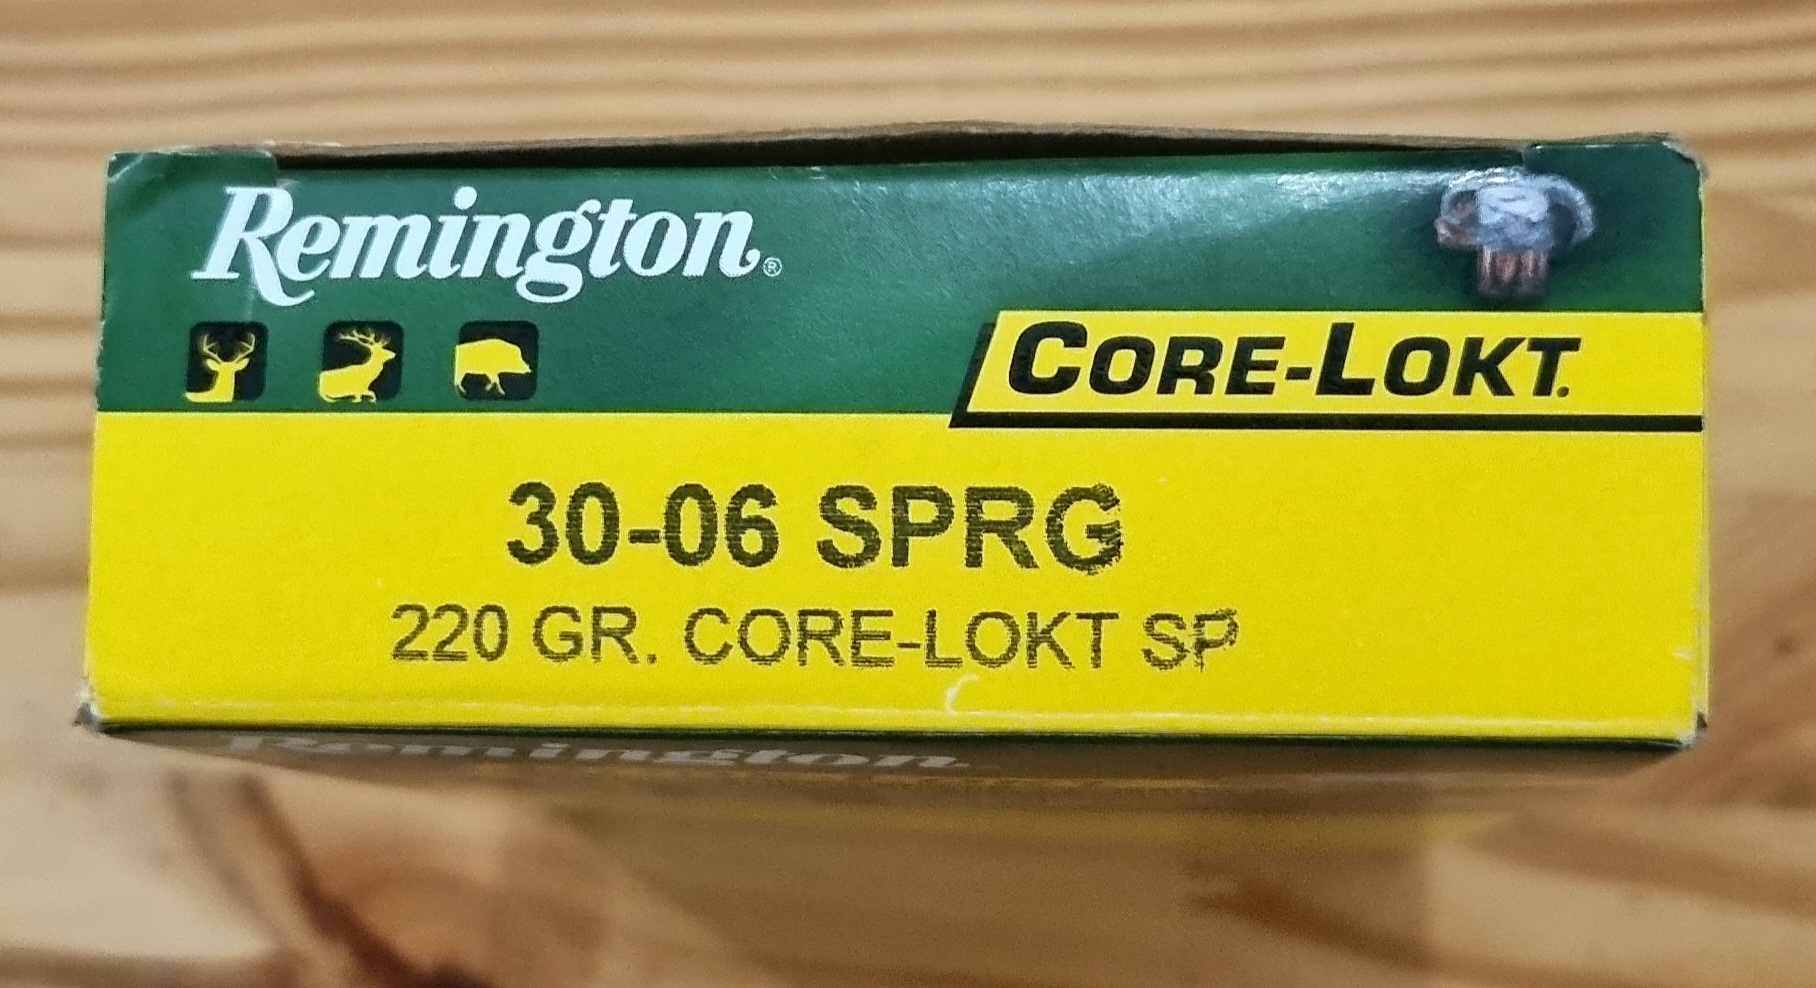 Remington®
CORE-LOKT.
30-06 SPRG
220 GR. CORE-LOKT SP
Remington